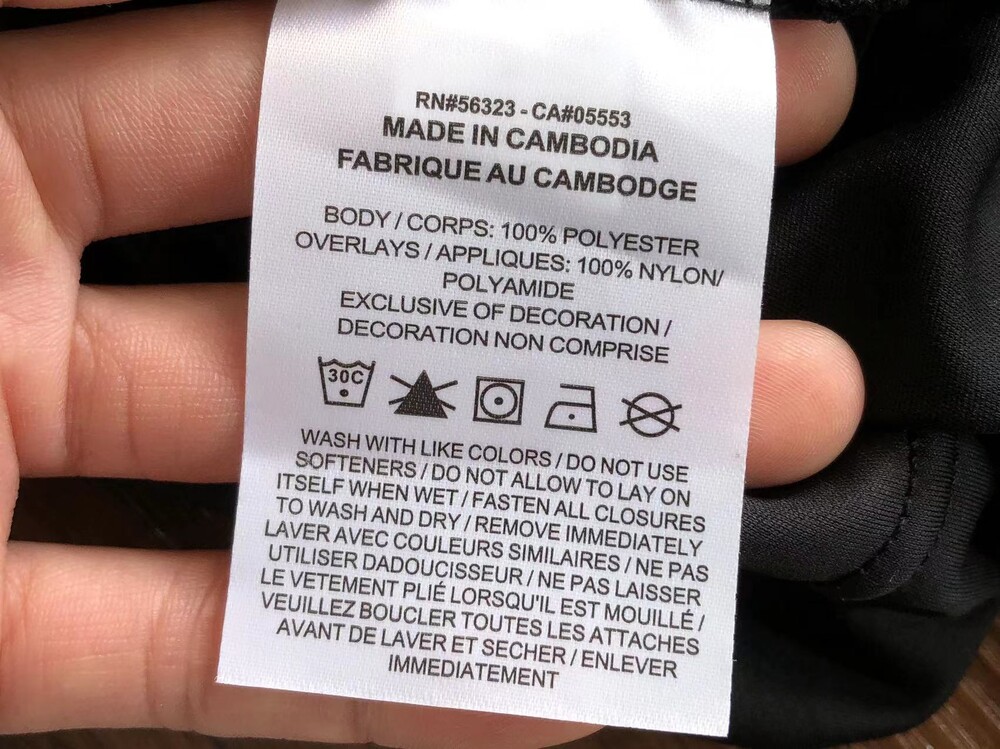 RN#56323 - CA#05553
MADE IN CAMBODIA
FABRIQUE AU CAMBODGE
BODY / CORPS: 100% POLYESTER
OVERLAYS / APPLIQUES: 100% NYLON/
POLYAMIDE
EXCLUSIVE OF DECORATION /
DECORATION NON COMPRISE
30C
WASH WITH LIKE COLORS / DO NOT USE
SOFTENERS / DO NOT ALLOW TO LAY ON
ITSELF WHEN WET / FASTEN ALL CLOSURES
TO WASH AND DRY / REMOVE IMMEDIATELY
LAVER AVEC COULEURS SIMILAIRES / NE PAS
UTILISER DADOUCISSEUR / NE PAS LAISSER
LE VETEMENT PLIÉ LORSQU'IL EST MOUILLÉ /
VEUILLEZ BOUCLER TOUTES LES ATTACHES
AVANT DE LAVER ET SECHER / ENLEVER
IMMEDIATEMENT